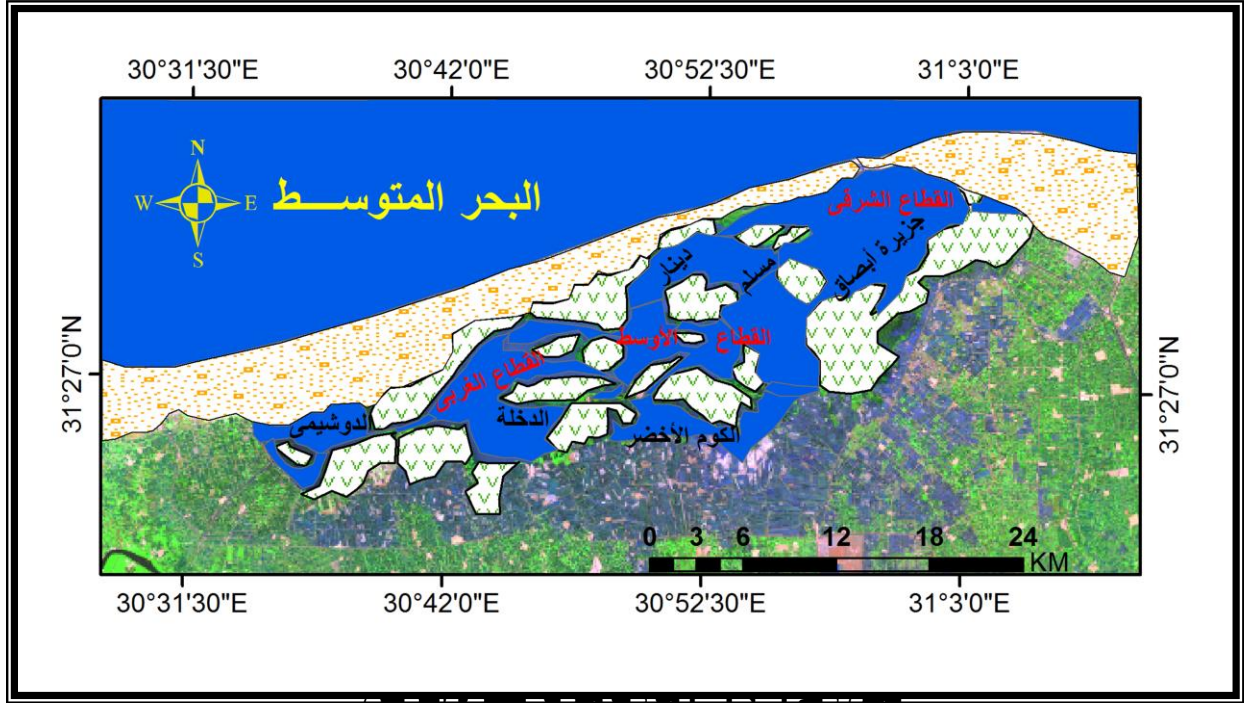 30°31'30"E 30°42'0"E 30°52'30"E 31°3'0"E
N
W E
S
البحر المتوســـط
القطاع الشرقى
جزيرة أبصاق
دينار
مسلم
القطاع الأوسط
القطاع الغربى
الدخلة
الدوشيمى
الكوم الأخضر
31°27'0"N
31°27'0"N
0 3 6 12 18 24
KM
30°31'30"E 30°42'0"E 30°52'30"E 31°3'0"E